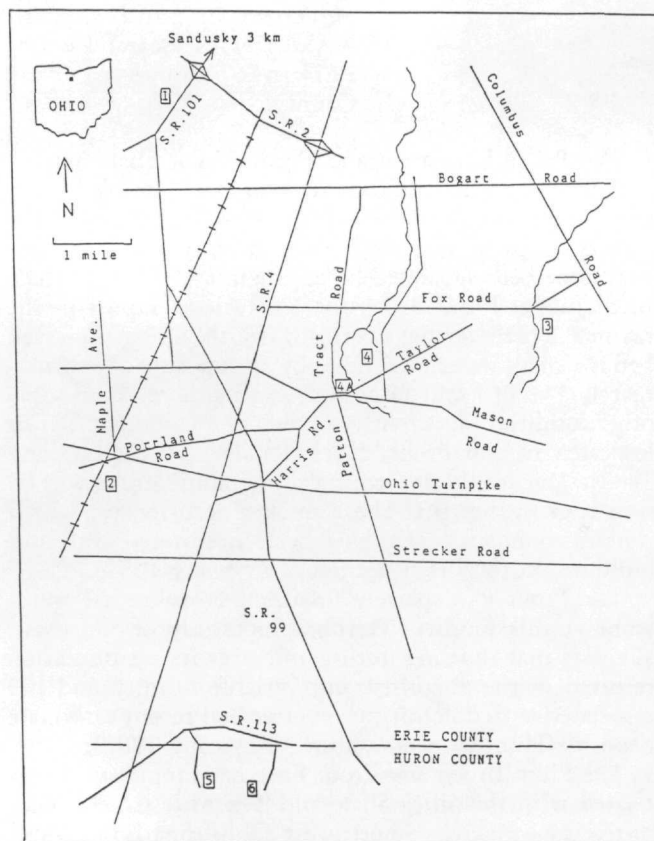 Sandusky 3 km
OHIO
1
S.R.101
S.R.2
Columbus
Road
N
Bogart Road
1 mile
S.R.4
Road
Tract
Patton
Fox Road
3
4
Tailor
Road
4A
Ave.
Maple
Mason
Road
Portland
Road
Harris Rd.
2
Ohio Turnpike
Strecker Road
S.R.
99
S.R.113
ERIE COUNTY
HURON COUNTY
5
6